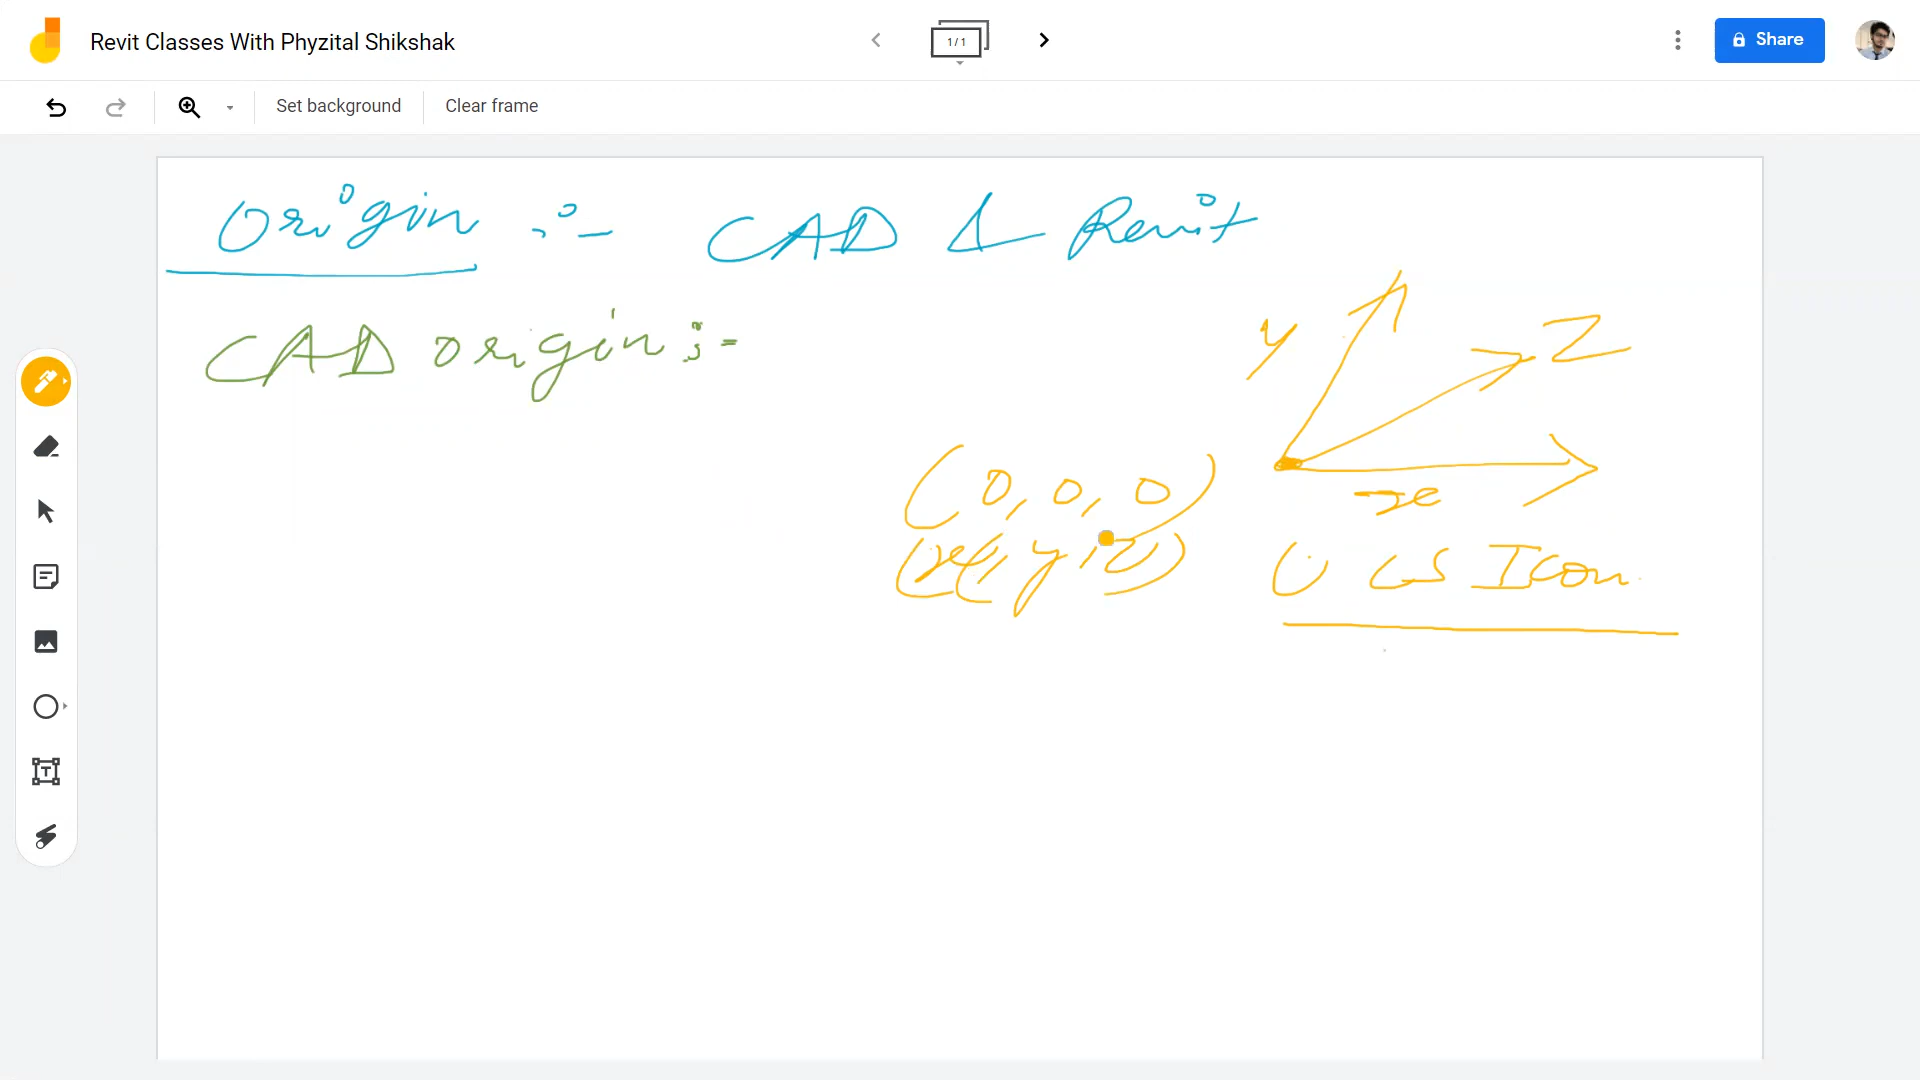 Revit Classes With Phyzital Shikshak
1/1
Share
Set background
Clear frame
Origin :- CAD & Revit
CAD origin :=
y
Z
(0, 0, 0)
x
(x, y, z)
UCS Icon
T